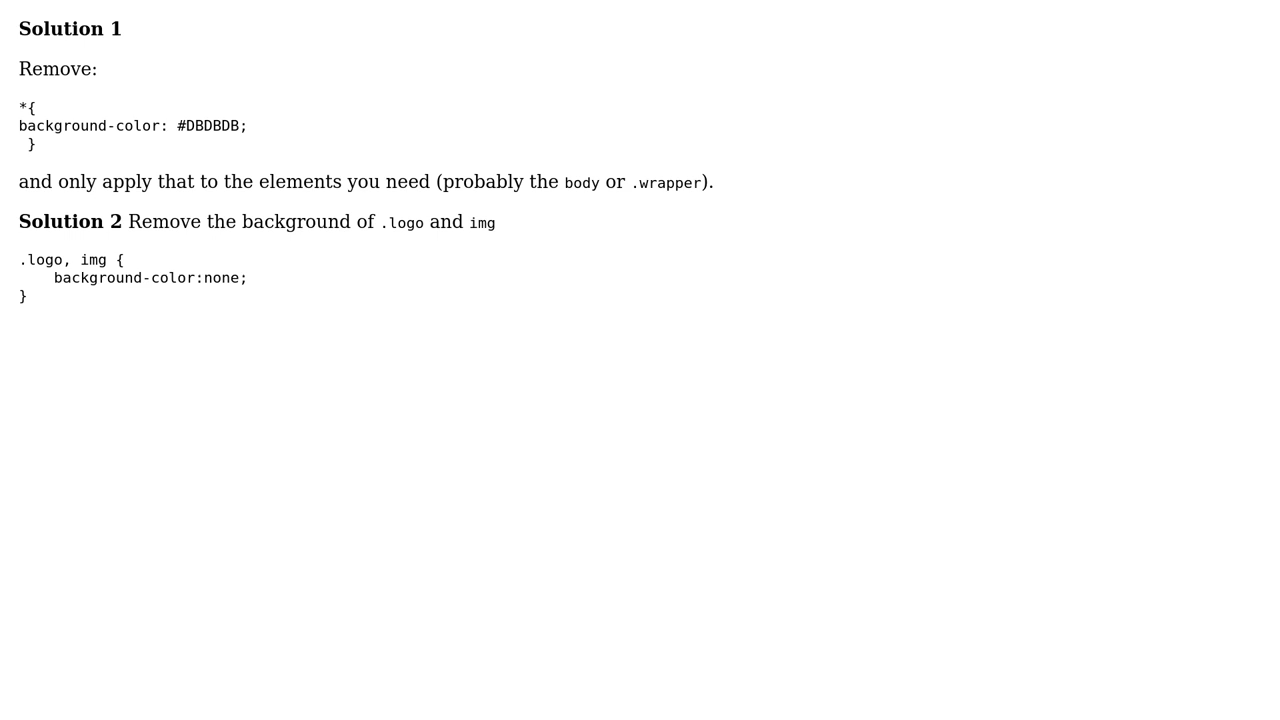 Solution 1
Remove:
*{
background-color: #DBDBDB;
 }
and only apply that to the elements you need (probably the body or .wrapper).
Solution 2 Remove the background of .logo and img
.logo, img {
    background-color:none;
}